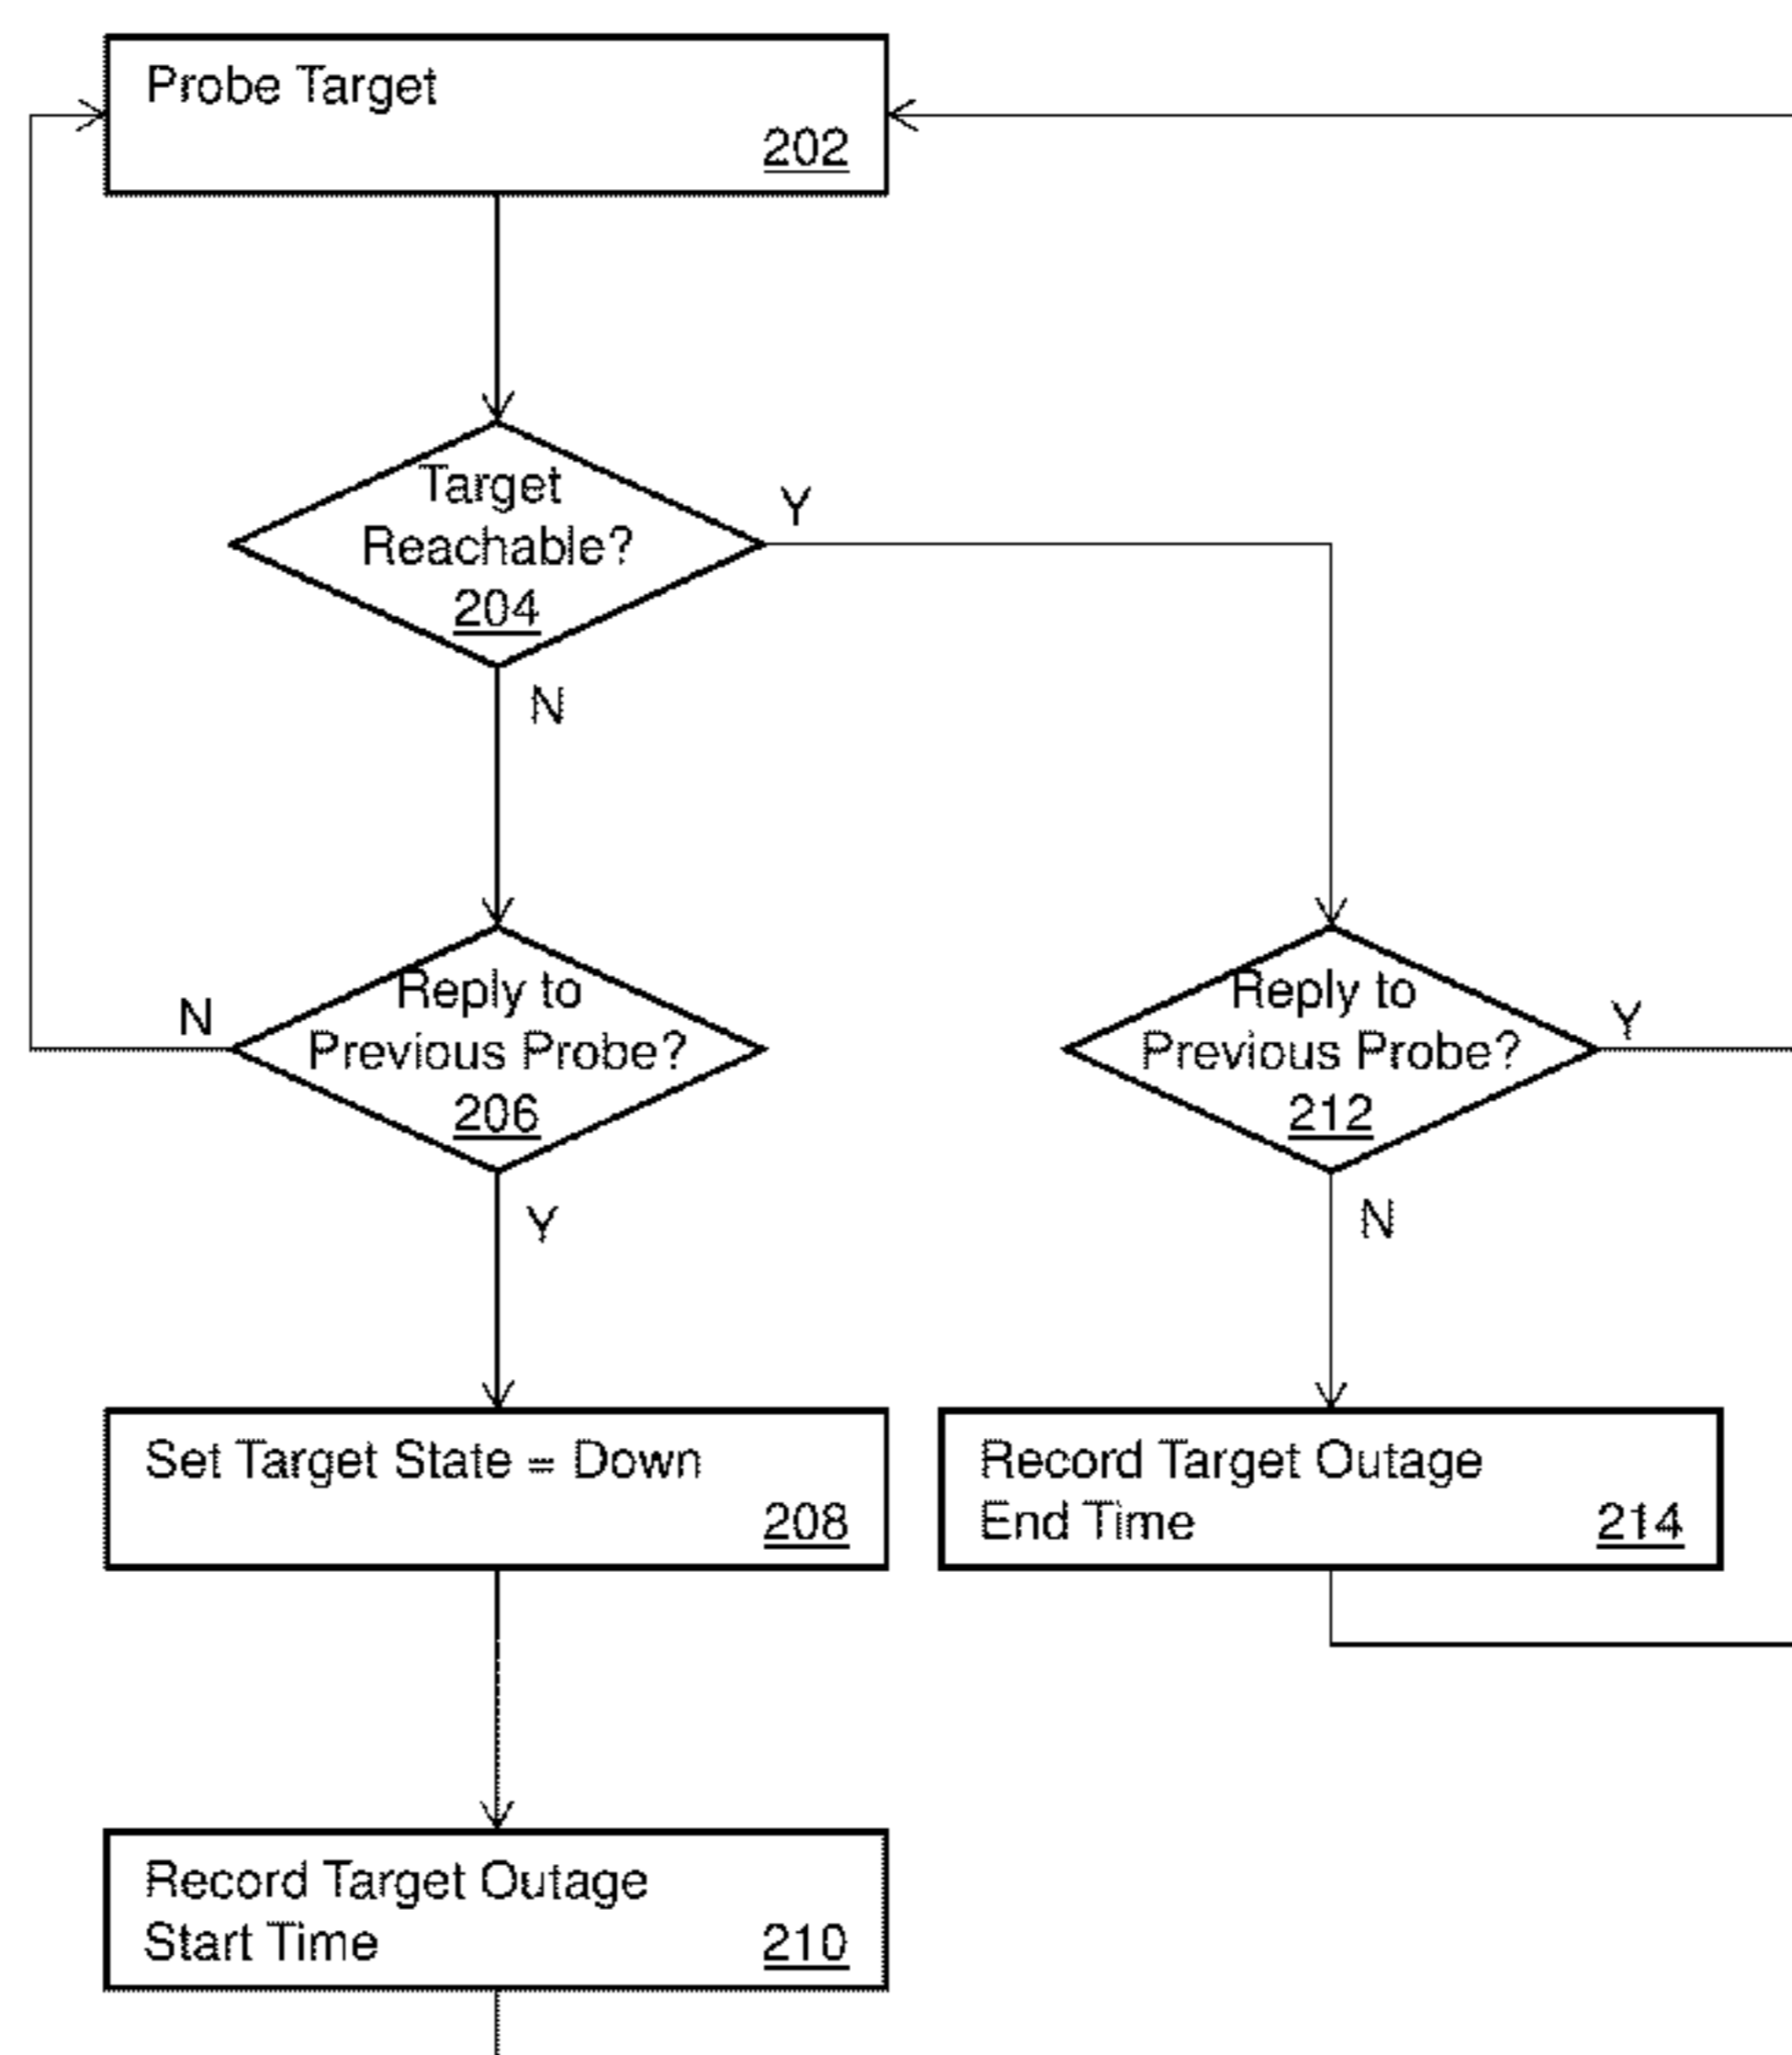 Probe Target
202
Target
Reachable?
204
Y
N
Reply to
Previous Probe?
206
N
Y
Reply to
Previous Probe?
212
Y
N
Set Target State = Down
208
Record Target Outage
End Time
214
Record Target Outage
Start Time
210